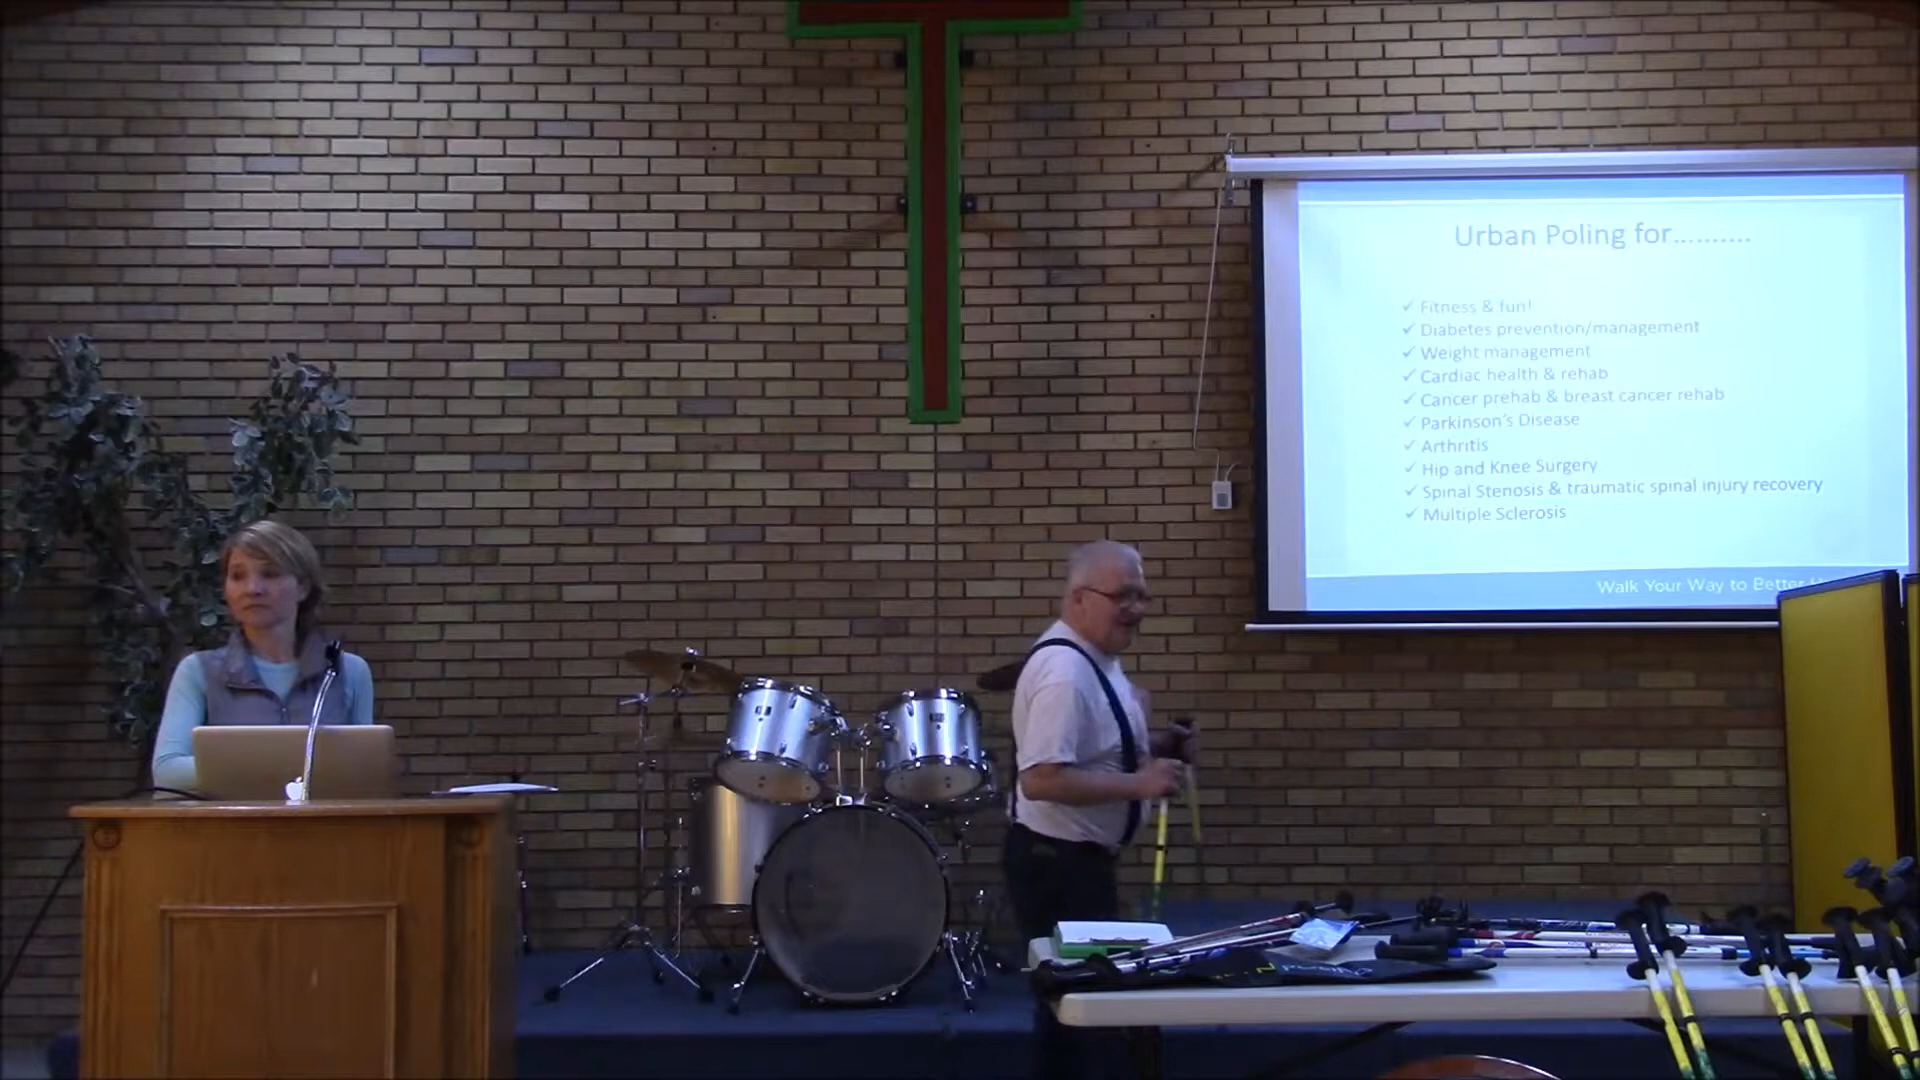 Urban Poling for..........
✓ Fitness & fun!
✓ Diabetes prevention/management
✓ Weight management
✓ Cardiac health & rehab
✓ Cancer prehab & breast cancer rehab
✓ Parkinson's Disease
✓ Arthritis
✓ Hip and Knee Surgery
✓ Spinal Stenosis & traumatic spinal injury recovery
✓ Multiple Sclerosis
Walk Your Way to Better